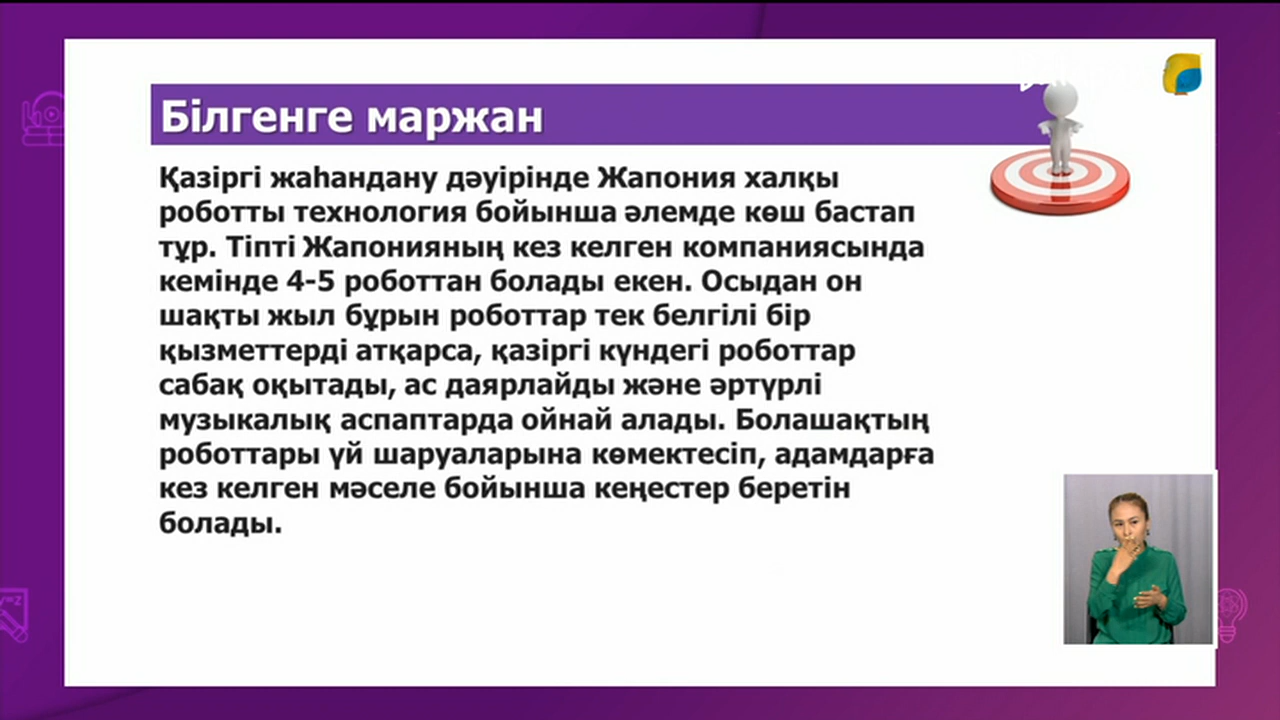 Білгенге маржан
Қазіргі жаһандану дәуірінде Жапония халқы
роботты технология бойынша әлемде көш бастап
тұр. Тіпті Жапонияның кез келген компаниясында
кемінде 4-5 роботтан болады екен. Осыдан он
шақты жыл бұрын роботтар тек белгілі бір
қызметтерді атқарса, қазіргі күндегі роботтар
сабақ оқытады, ас даярлайды және әртүрлі
музыкалық аспаптарда ойнай алады. Болашақтың
роботтары үй шаруаларына көмектесіп, адамдарға
кез келген мәселе бойынша кеңестер беретін
болады.